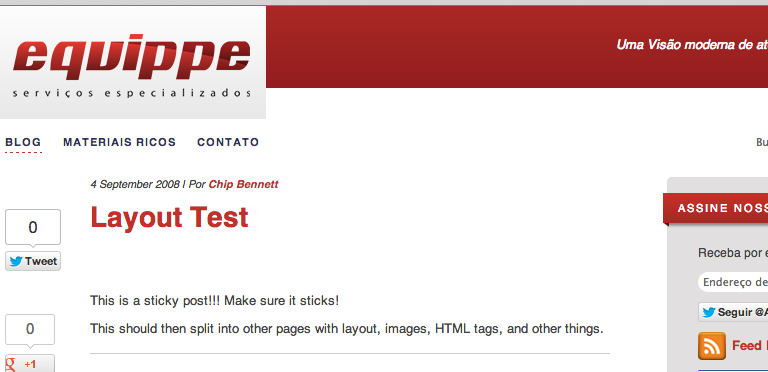 equippe
serviços especializados
Uma Visão moderna de at
BLOG MATERIAIS RICOS CONTATO
Bu
4 September 2008 | Por Chip Bennett
Layout Test
0
Tweet
This is a sticky post!!! Make sure it sticks!
This should then split into other pages with layout, images, HTML tags, and other things.
0
g +1
ASSINE NOSS
Receba por e
Endereço de
Seguir @A
Feed